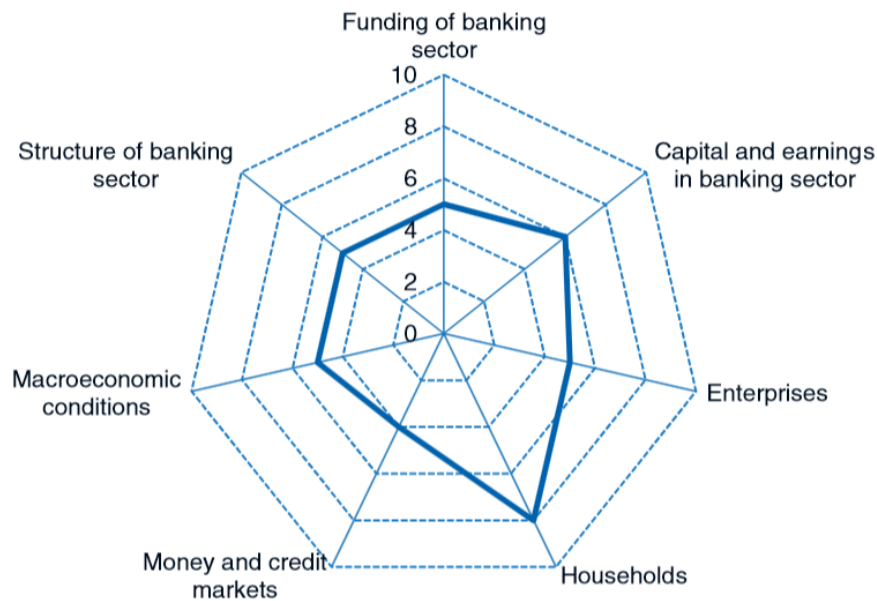 Funding of banking
sector
10
8
6
4
2
0
Structure of banking
sector
Capital and earnings
in banking sector
Macroeconomic
conditions
Enterprises
Money and credit
markets
Households